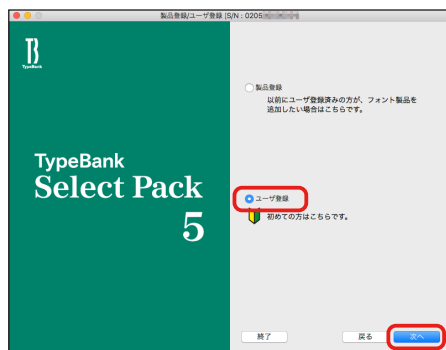 製品登録/ユーザ登録 |S/N : 0205
TB
TypeBank
製品登録
以前にユーザ登録済みの方が、フォント製品を
追加したい場合はこちらです。
TypeBank
Select Pack
5
ユーザ登録
初めての方はこちらです。
終了
戻る
次へ